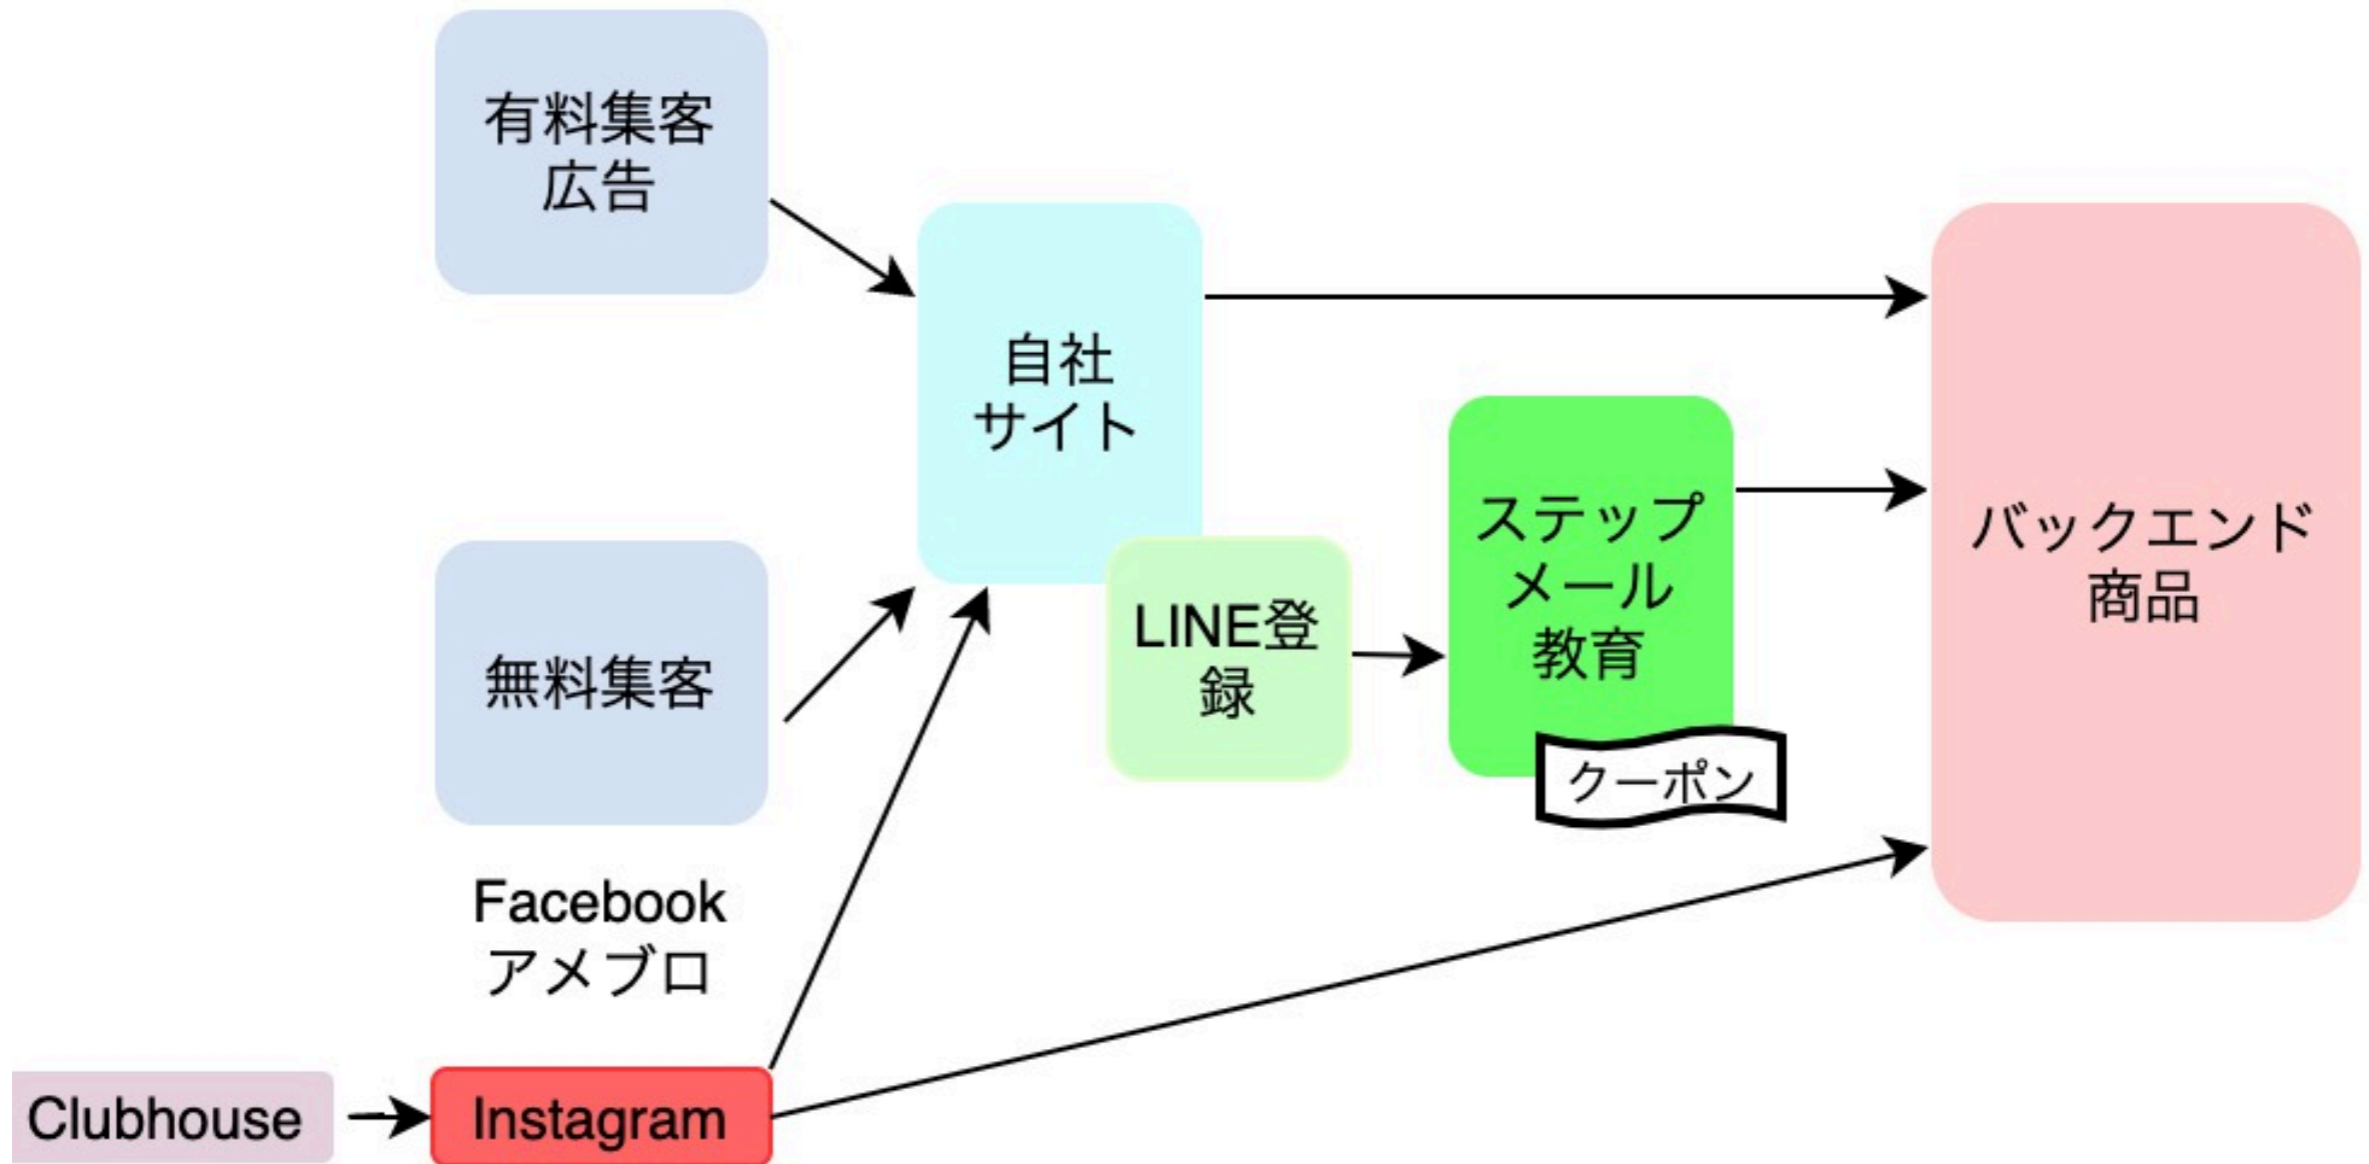 有料集客
広告
自社
サイト
無料集客
LINE登
録
ステップ
メール
教育
クーポン
バックエンド
商品
Facebook
アメブロ
Clubhouse
Instagram